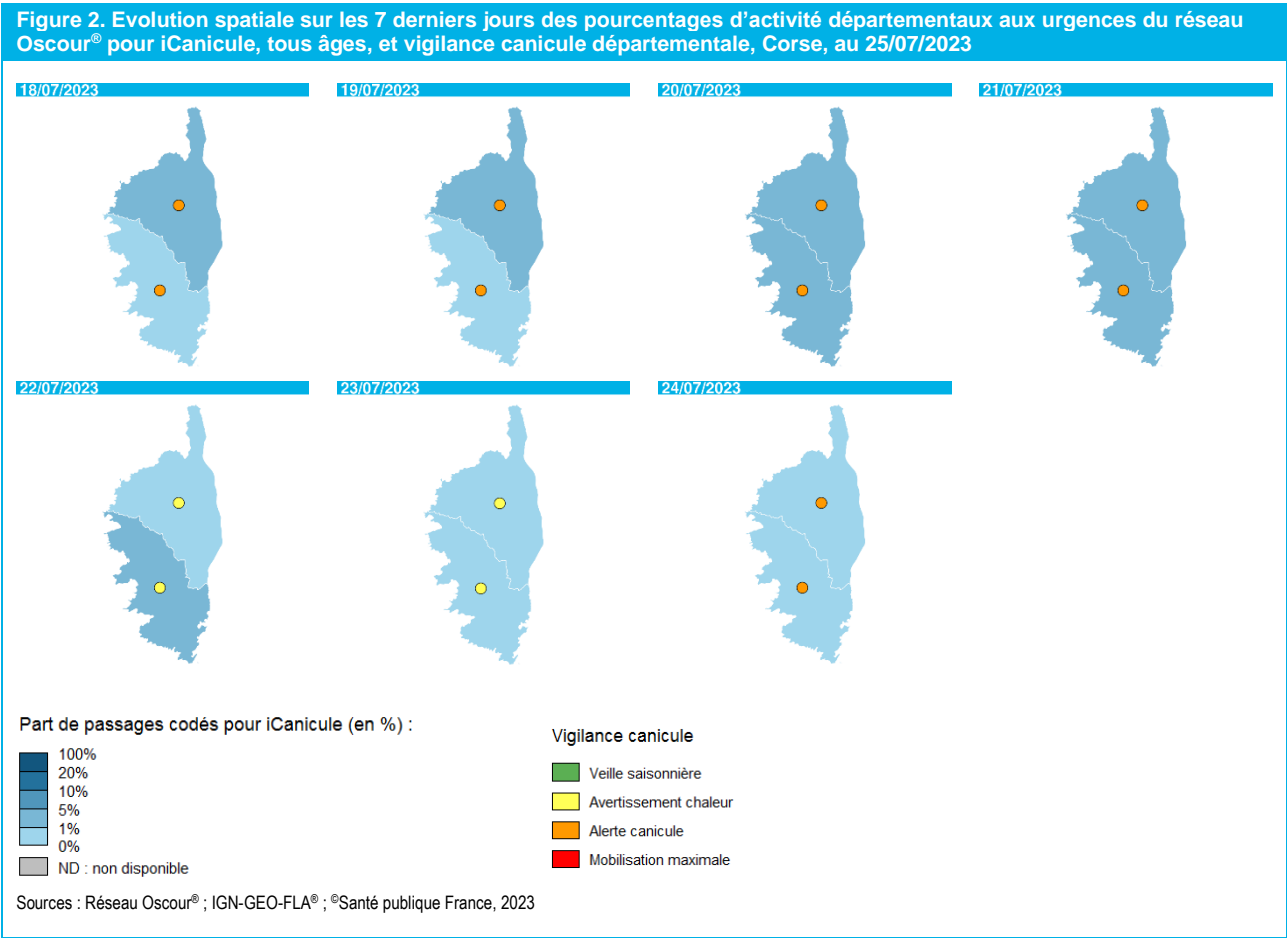 Figure 2. Evolution spatiale sur les 7 derniers jours des pourcentages d’activité départementaux aux urgences du réseau
Oscour® pour iCanicule, tous âges, et vigilance canicule départementale, Corse, au 25/07/2023
18/07/2023
19/07/2023
20/07/2023
21/07/2023
22/07/2023
23/07/2023
24/07/2023
Part de passages codés pour iCanicule (en %) :
100%
20%
10%
5%
1%
0%
ND : non disponible
Vigilance canicule
Veille saisonnière
Avertissement chaleur
Alerte canicule
Mobilisation maximale
Sources : Réseau Oscour® ; IGN-GEO-FLA® ; ©Santé publique France, 2023